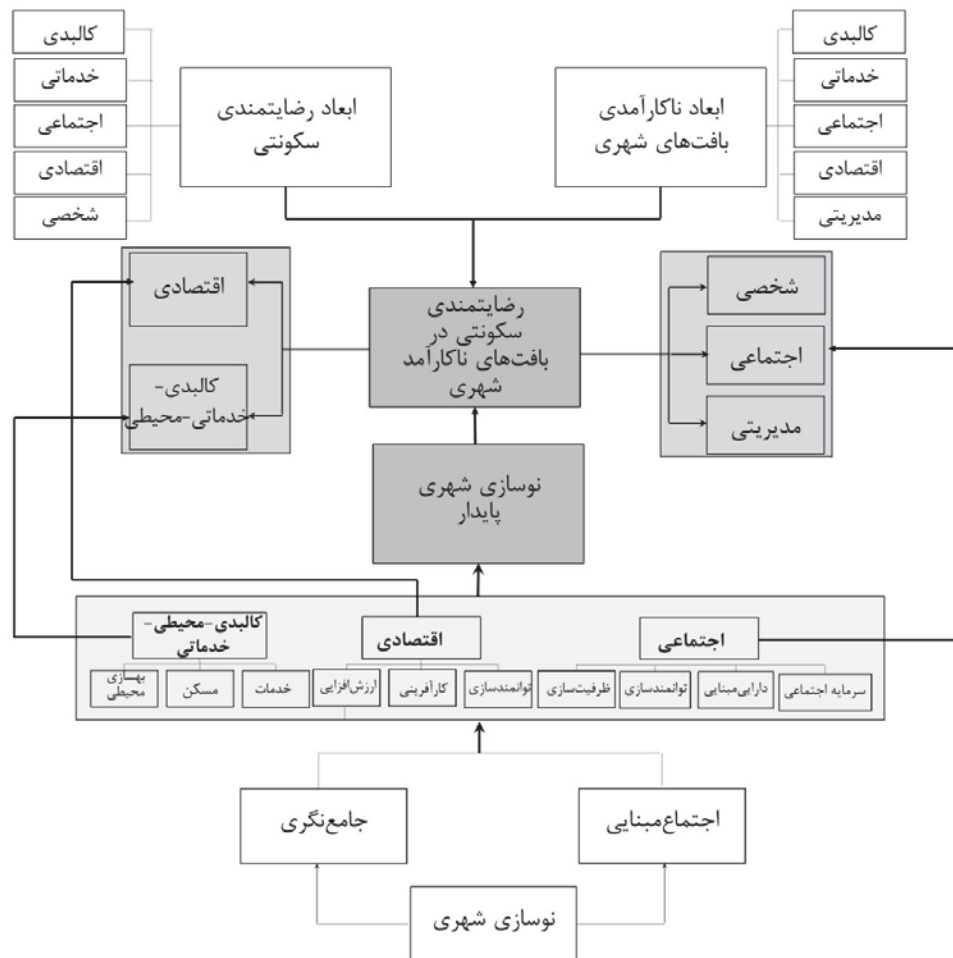 کالبدی
خدماتی
اجتماعی
اقتصادی
مدیریتی
ابعاد ناکارآمدی
بافت‌های شهری
ابعاد رضایتمندی
سکونتی
کالبدی
خدماتی
اجتماعی
اقتصادی
شخصی
شخصی
اجتماعی
مدیریتی
رضایتمندی
سکونتی در
بافت‌های ناکارآمد
شهری
اقتصادی
کالبدی-
خدماتی-محیطی
نوسازی شهری
پایدار
اجتماعی
سرمایه اجتماعی
دارایی‌مبنایی
توانمندسازی
ظرفیت‌سازی
اقتصادی
توانمندسازی
کارآفرینی
ارزش‌افزایی
کالبدی-محیطی-
خدماتی
خدمات
مسکن
بهسازی
محیطی
اجتماع‌مبنایی
جامع‌نگری
نوسازی شهری